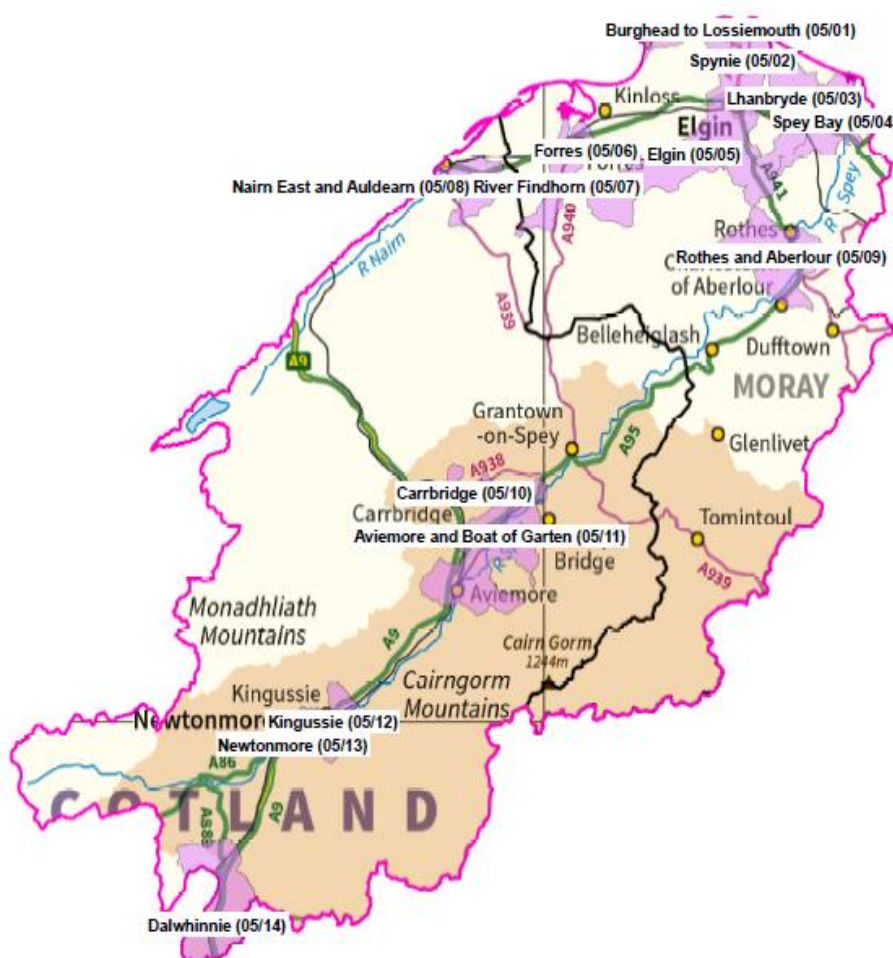 Burghead to Lossiemouth (05/01)
Spynie (05/02)
Kinloss
Lhanbryde (05/03)
Elgin
Spey Bay (05/04)
Forres (05/06)
Elgin (05/05)
Nairn East and Auldearn (05/08)
River Findhorn (05/07)
A941
R Spey
A940
Rothes
R Nairn
Rothes and Aberlour (05/09)
of Aberlour
A939
Belleheiglash
Dufftown
A9
MORAY
Grantown
-on-Spey
A95
Glenlivet
A938
Carrbridge (05/10)
Carrbridge
Tomintoul
Aviemore and Boat of Garten (05/11)
Bridge
A939
Aviemore
Monadhliath
Mountains
A9
Cairn Gorm
1244m
Cairngorm
Mountains
Kingussie
Newtonmore
Kingussie (05/12)
Newtonmore (05/13)
A86
COTLAND
A9
Dalwhinnie (05/14)